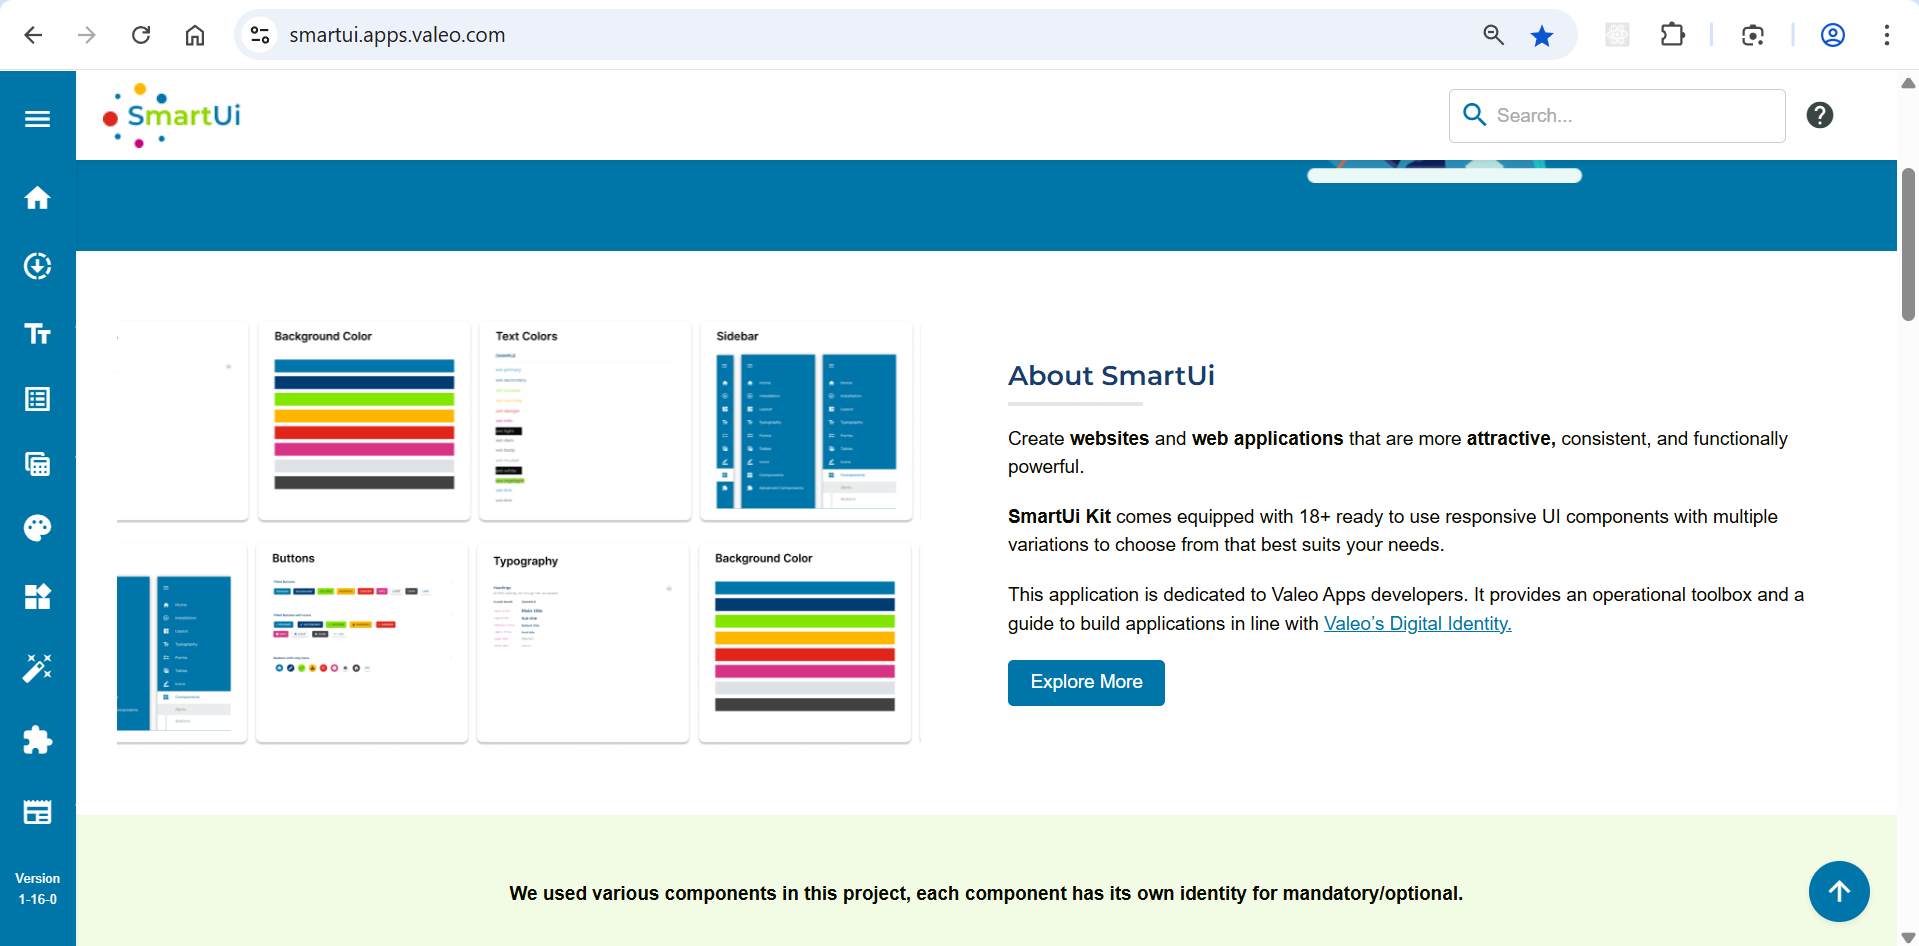 smartui.apps.valeo.com
SmartUi
Search...
Background Color
Text Colors
Sidebar
Buttons
Typography
Background Color
About SmartUi
Create websites and web applications that are more attractive, consistent, and functionally
powerful.
SmartUi Kit comes equipped with 18+ ready to use responsive UI components with multiple
variations to choose from that best suits your needs.
This application is dedicated to Valeo Apps developers. It provides an operational toolbox and a
guide to build applications in line with Valeo’s Digital Identity.
Explore More
Version
1-16-0
We used various components in this project, each component has its own identity for mandatory/optional.